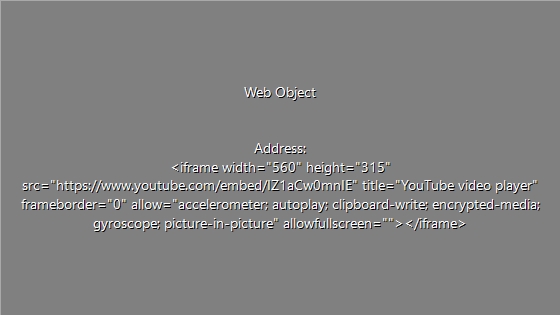 Web Object
Address:
<iframe width="560" height="315"
src="https://www.youtube.com/embed/IZ1aCw0mnIE" title="YouTube video player"
frameborder="0" allow="accelerometer; autoplay; clipboard-write; encrypted-media;
gyroscope; picture-in-picture" allowfullscreen=""></iframe>